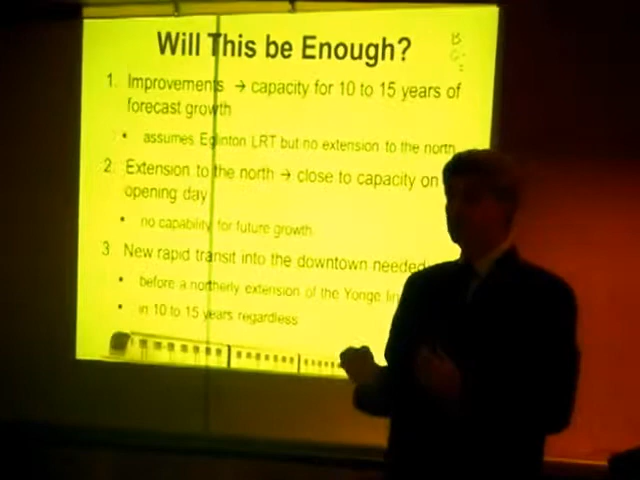 Will This be Enough?
1. Improvements → capacity for 10 to 15 years of
forecast growth
• assumes Eglinton LRT but no extension to the north
2. Extension to the north → close to capacity on
opening day
• no capability for future growth
3 New rapid transit into the downtown needed
• before a northerly extension of the Yonge lin
• in 10 to 15 years regardless